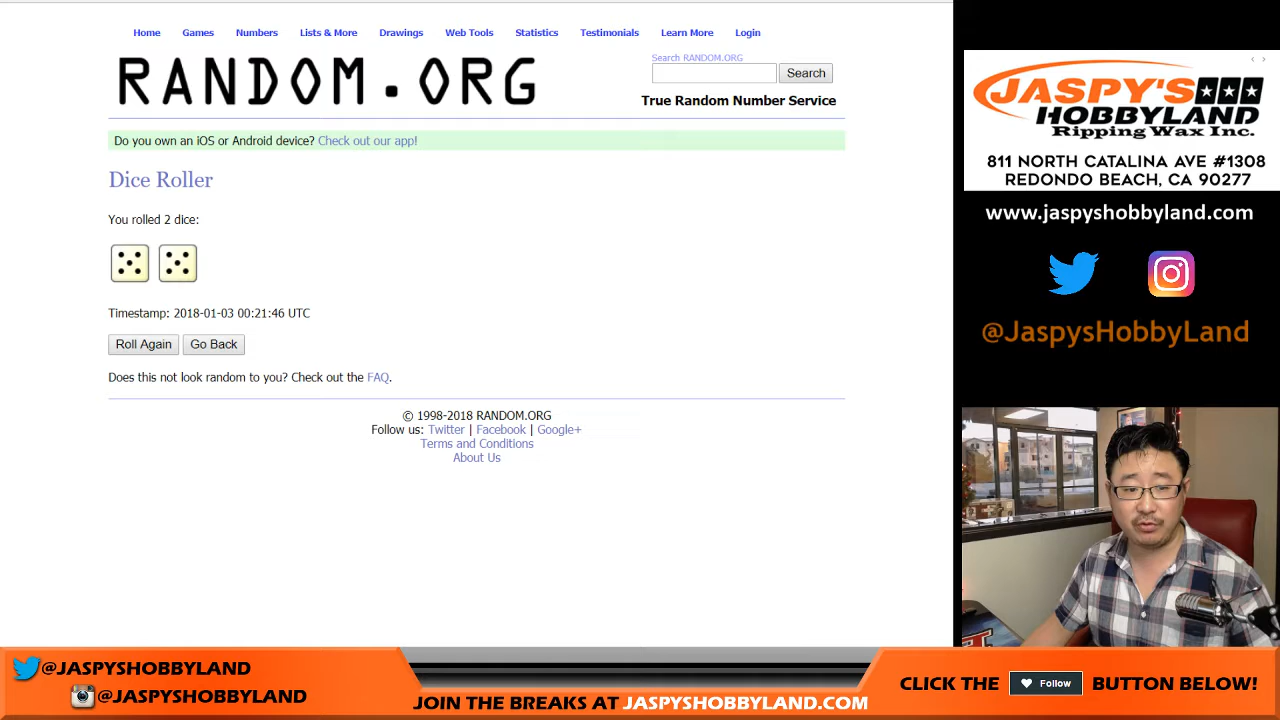 Home Games Numbers Lists & More Drawings Web Tools Statistics Testimonials Learn More Login
RANDOM.ORG
Search RANDOM.ORG
Search
True Random Number Service
Do you own an iOS or Android device? Check out our app!
Dice Roller
You rolled 2 dice:
Timestamp: 2018-01-03 00:21:46 UTC
Roll Again Go Back
Does this not look random to you? Check out the FAQ.
© 1998-2018 RANDOM.ORG
Follow us: Twitter | Facebook | Google+
Terms and Conditions
About Us
JASPY'S
HOBBYLAND
Ripping Wax Inc.
811 NORTH CATALINA AVE #1308
REDONDO BEACH, CA 90277
www.jaspyshobbyland.com
@JaspysHobbyLand
@JASPYSHOBBYLAND
@JASPYSHOBBYLAND
JOIN THE BREAKS AT JASPYSHOBBYLAND.COM
CLICK THE Follow BUTTON BELOW!